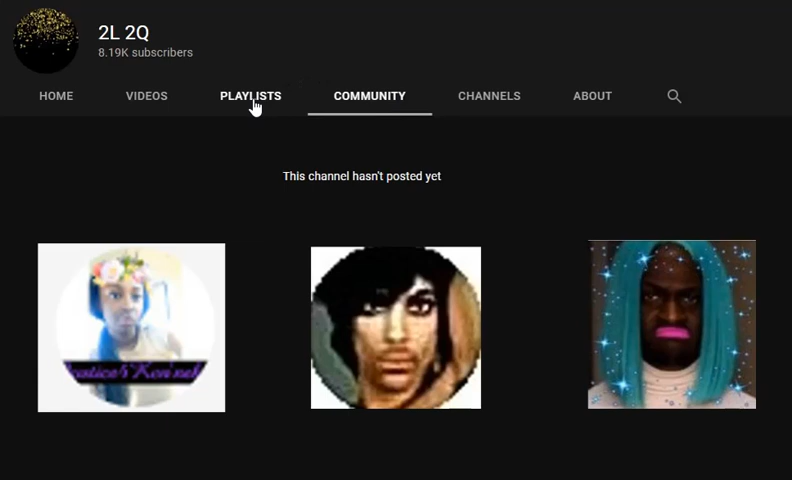 2L 2Q
8.19K subscribers
HOME VIDEOS PLAYLISTS COMMUNITY CHANNELS ABOUT
This channel hasn't posted yet